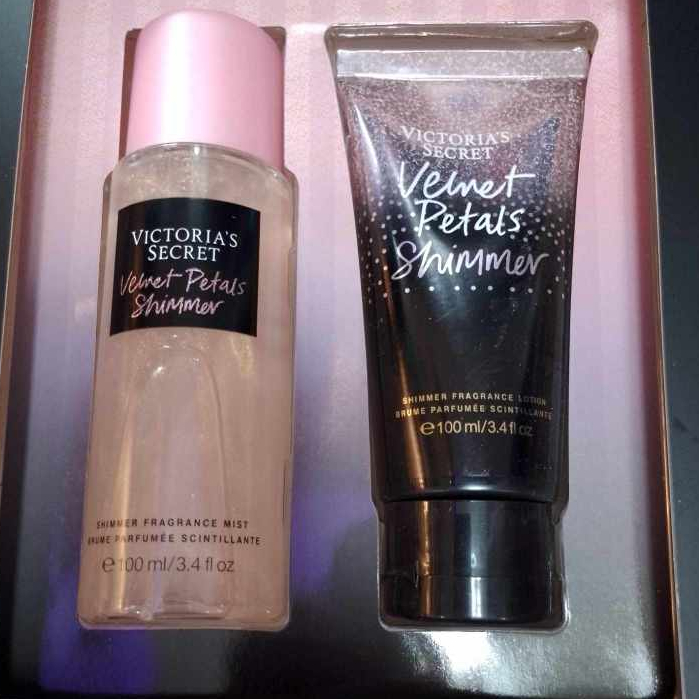 VICTORIA'S
SECRET
Velvet Petals
Shimmer
SHIMMER FRAGRANCE MIST
BRUME PARFUMÉE SCINTILLANTE
℮100 ml/3.4 fl oz
VICTORIA'S
SECRET
Velvet
Petals
Shimmer
SHIMMER FRAGRANCE LOTION
BRUME PARFUMÉE SCINTILLANTE
℮100 ml/3.4 fl oz